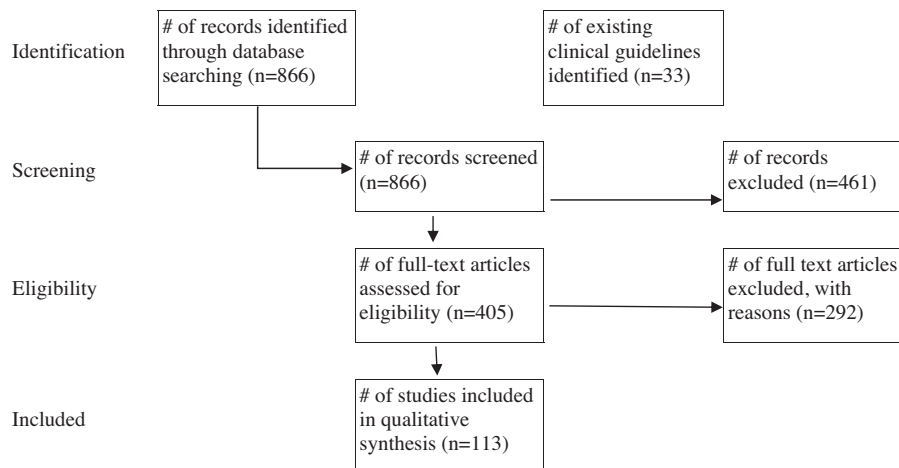 Identification
# of records identified
through database
searching (n=866)
# of existing
clinical guidelines
identified (n=33)
Screening
# of records screened
(n=866)
# of records
excluded (n=461)
Eligibility
# of full-text articles
assessed for
eligibility (n=405)
# of full text articles
excluded, with
reasons (n=292)
Included
# of studies included
in qualitative
synthesis (n=113)